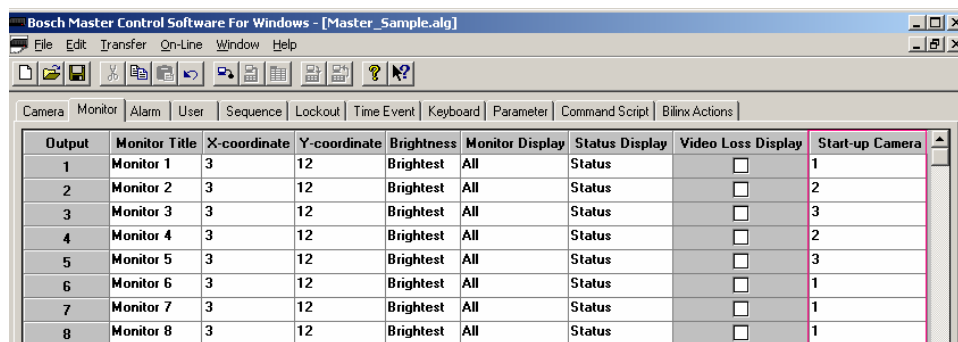 Bosch Master Control Software For Windows - [Master_Sample.alg]
File Edit Transfer On-Line Window Help
Camera Monitor Alarm User Sequence Lockout Time Event Keyboard Parameter Command Script Bilinx Actions
Output Monitor Title X-coordinate Y-coordinate Brightness Monitor Display Status Display Video Loss Display Start-up Camera
1 Monitor 1 3 12 Brightest All Status 1
2 Monitor 2 3 12 Brightest All Status 2
3 Monitor 3 3 12 Brightest All Status 3
4 Monitor 4 3 12 Brightest All Status 2
5 Monitor 5 3 12 Brightest All Status 3
6 Monitor 6 3 12 Brightest All Status 1
7 Monitor 7 3 12 Brightest All Status 1
8 Monitor 8 3 12 Brightest All Status 1